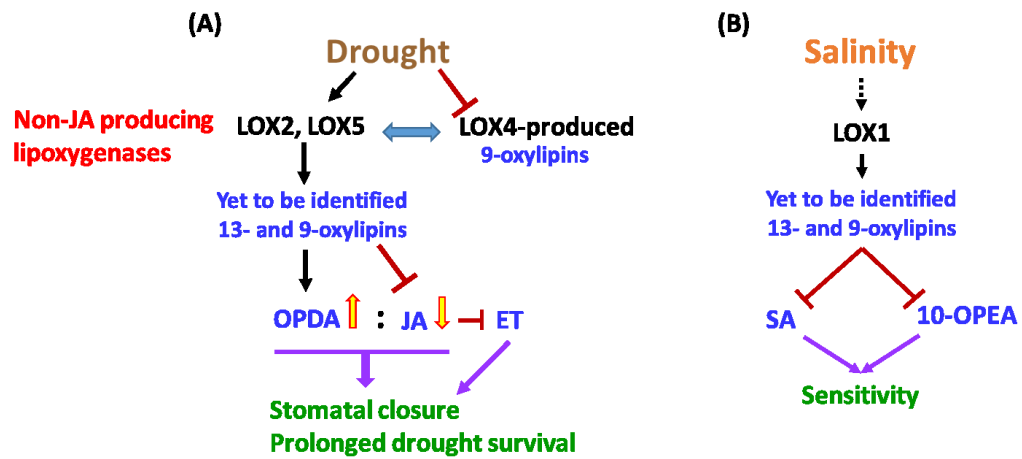 (A)
Drought
Non-JA producing
lipoxygenases
LOX2, LOX5
LOX4-produced
9-oxylipins
Yet to be identified
13- and 9-oxylipins
OPDA : JA ET
Stomatal closure
Prolonged drought survival
(B)
Salinity
LOX1
Yet to be identified
13- and 9-oxylipins
SA
10-OPEA
Sensitivity